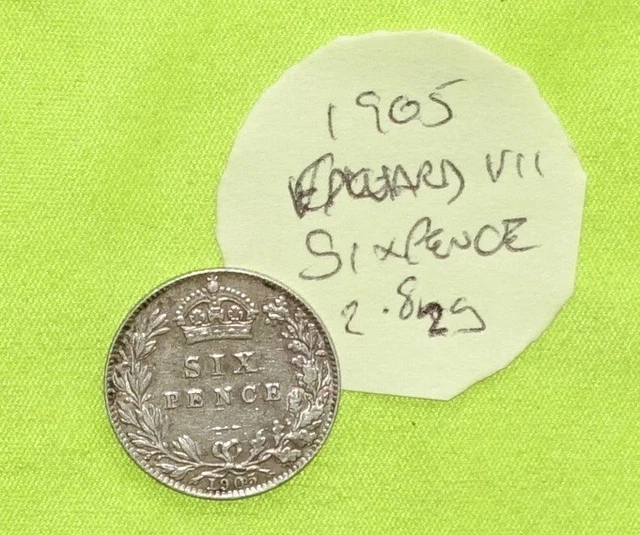 1905
EDWARD VII
SIXPENCE
2.82g
SIX
PENCE
1905